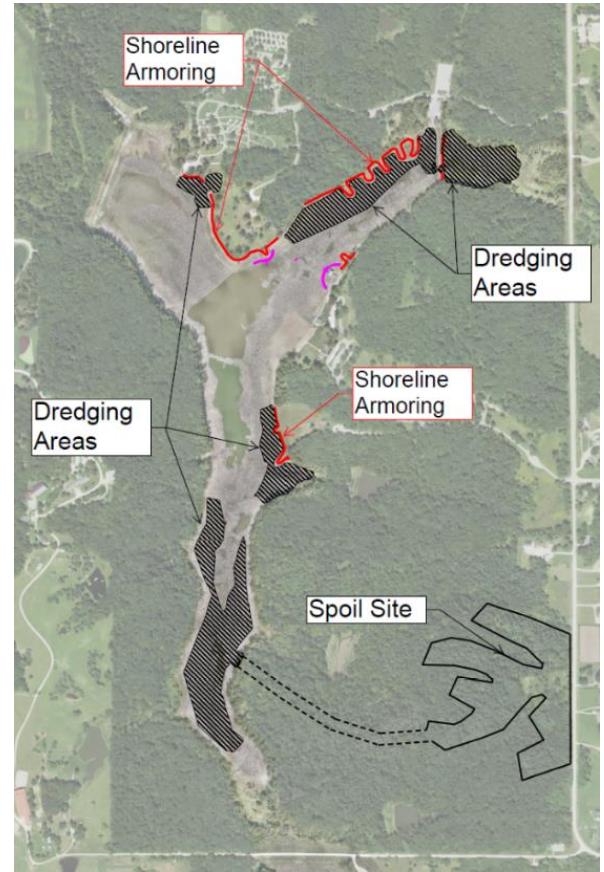 Shoreline
Armoring
Dredging
Areas
Shoreline
Armoring
Dredging
Areas
Spoil Site